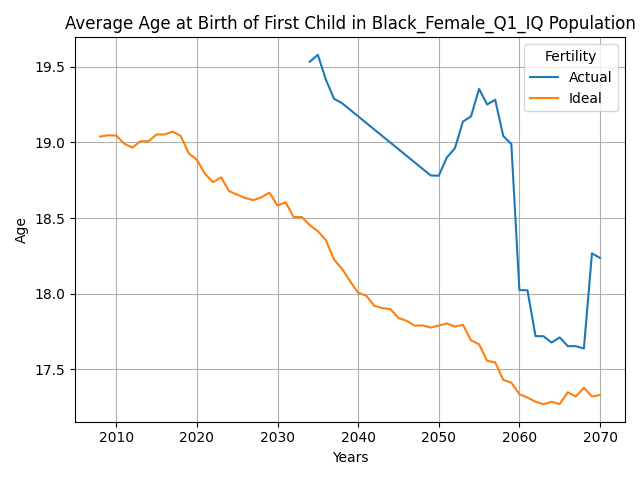 Average Age at Birth of First Child in Black_Female_Q1_IQ Population
Fertility
Actual
Ideal
19.5
19.0
18.5
18.0
17.5
Age
2010 2020 2030 2040 2050 2060 2070
Years